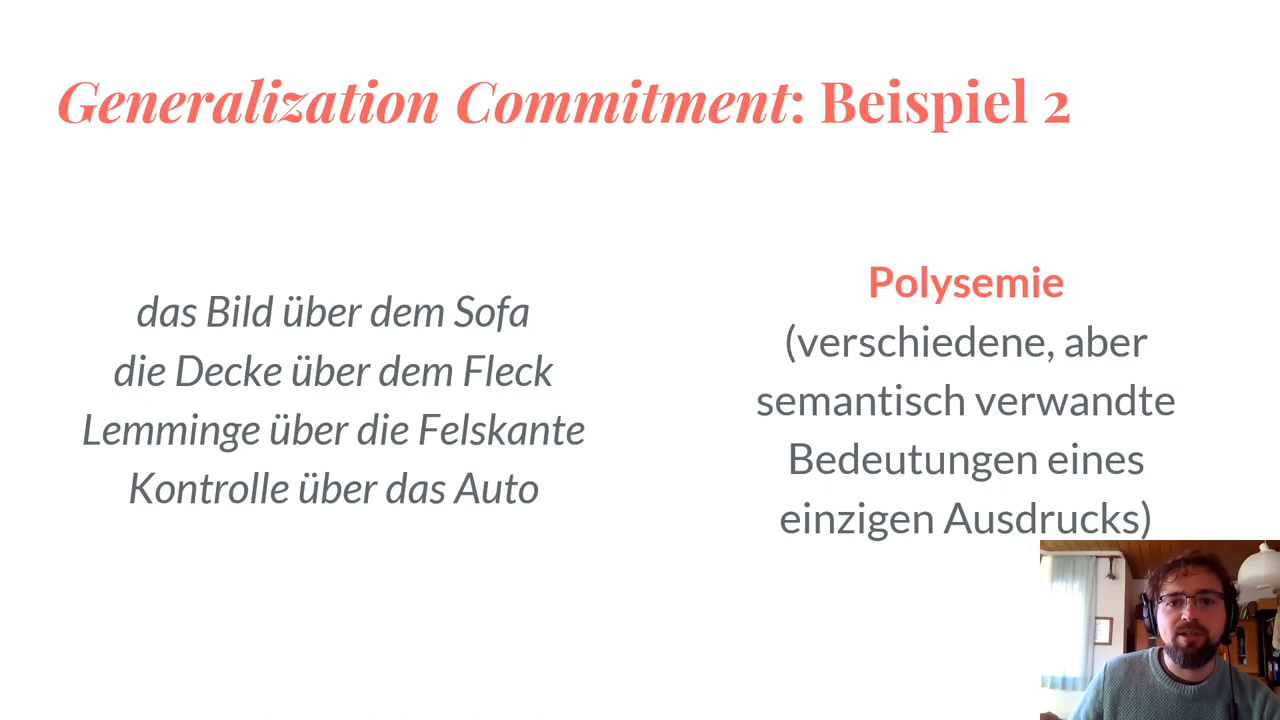 Generalization Commitment: Beispiel 2
das Bild über dem Sofa
die Decke über dem Fleck
Lemminge über die Felskante
Kontrolle über das Auto
Polysemie
(verschiedene, aber
semantisch verwandte
Bedeutungen eines
einzigen Ausdrucks)